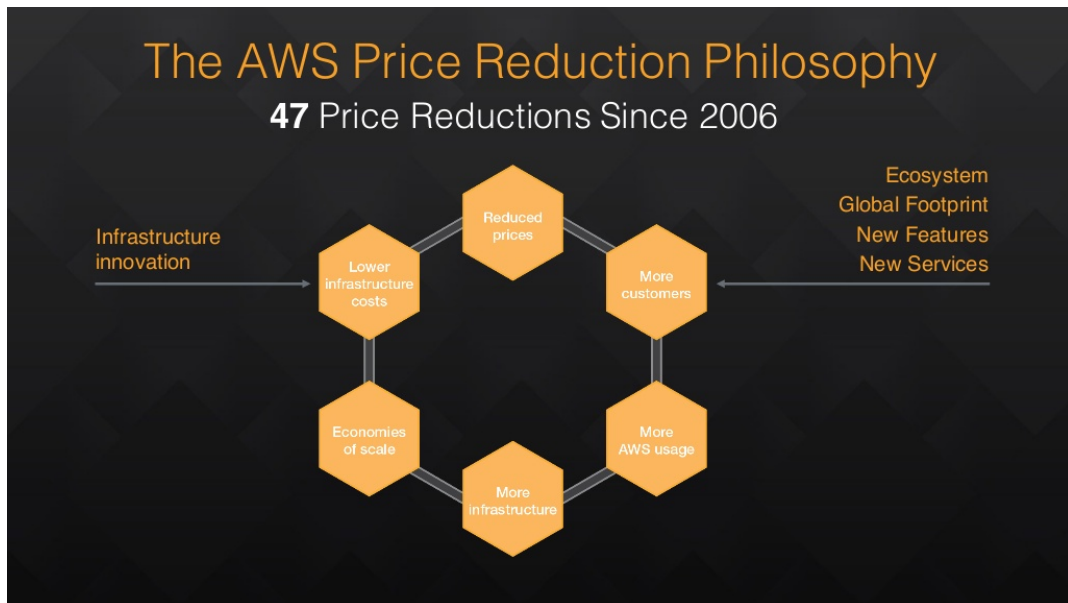 The AWS Price Reduction Philosophy
47 Price Reductions Since 2006
Ecosystem
Global Footprint
New Features
New Services
Infrastructure
innovation
Reduced
prices
Lower
infrastructure
costs
More
customers
Economies
of scale
More
AWS usage
More
infrastructure